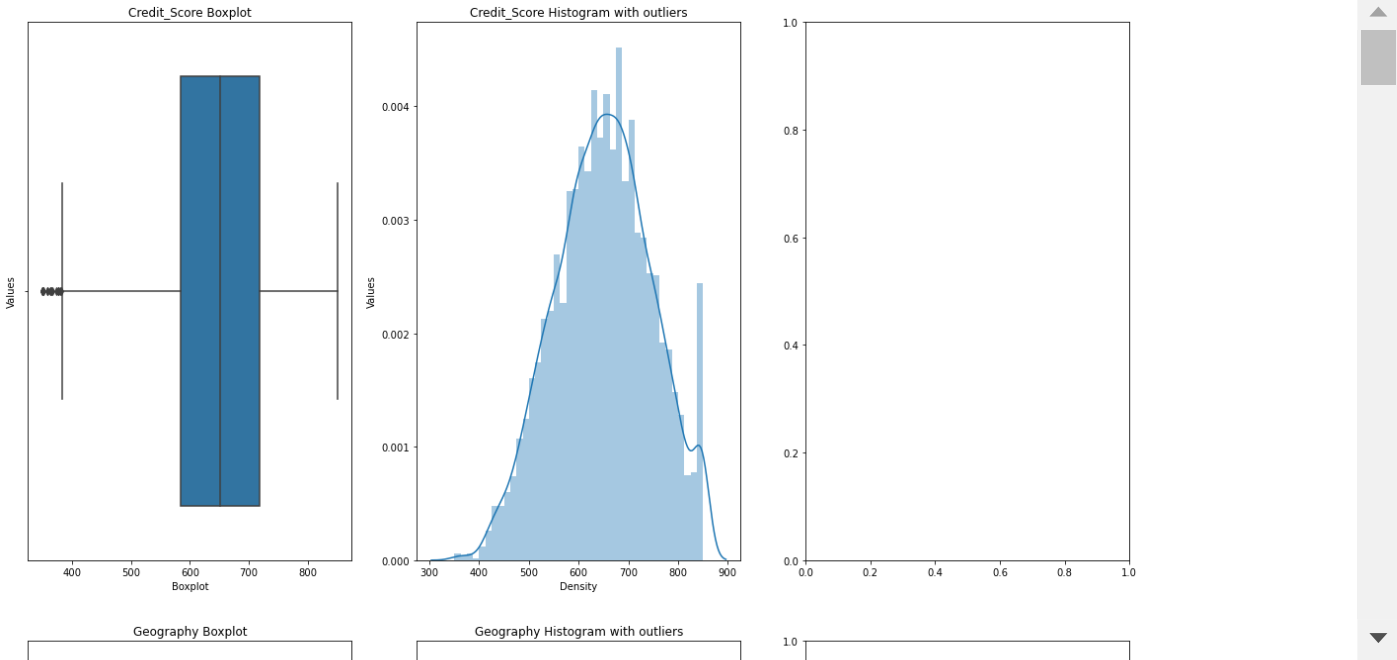 Credit_Score Boxplot
Values
400 500 600 700 800
Boxplot
Credit_Score Histogram with outliers
Values
0.004
0.003
0.002
0.001
0.000
300 400 500 600 700 800 900
Density
1.0
0.8
0.6
0.4
0.2
0.0
0.0 0.2 0.4 0.6 0.8 1.0
Geography Boxplot
Geography Histogram with outliers
1.0